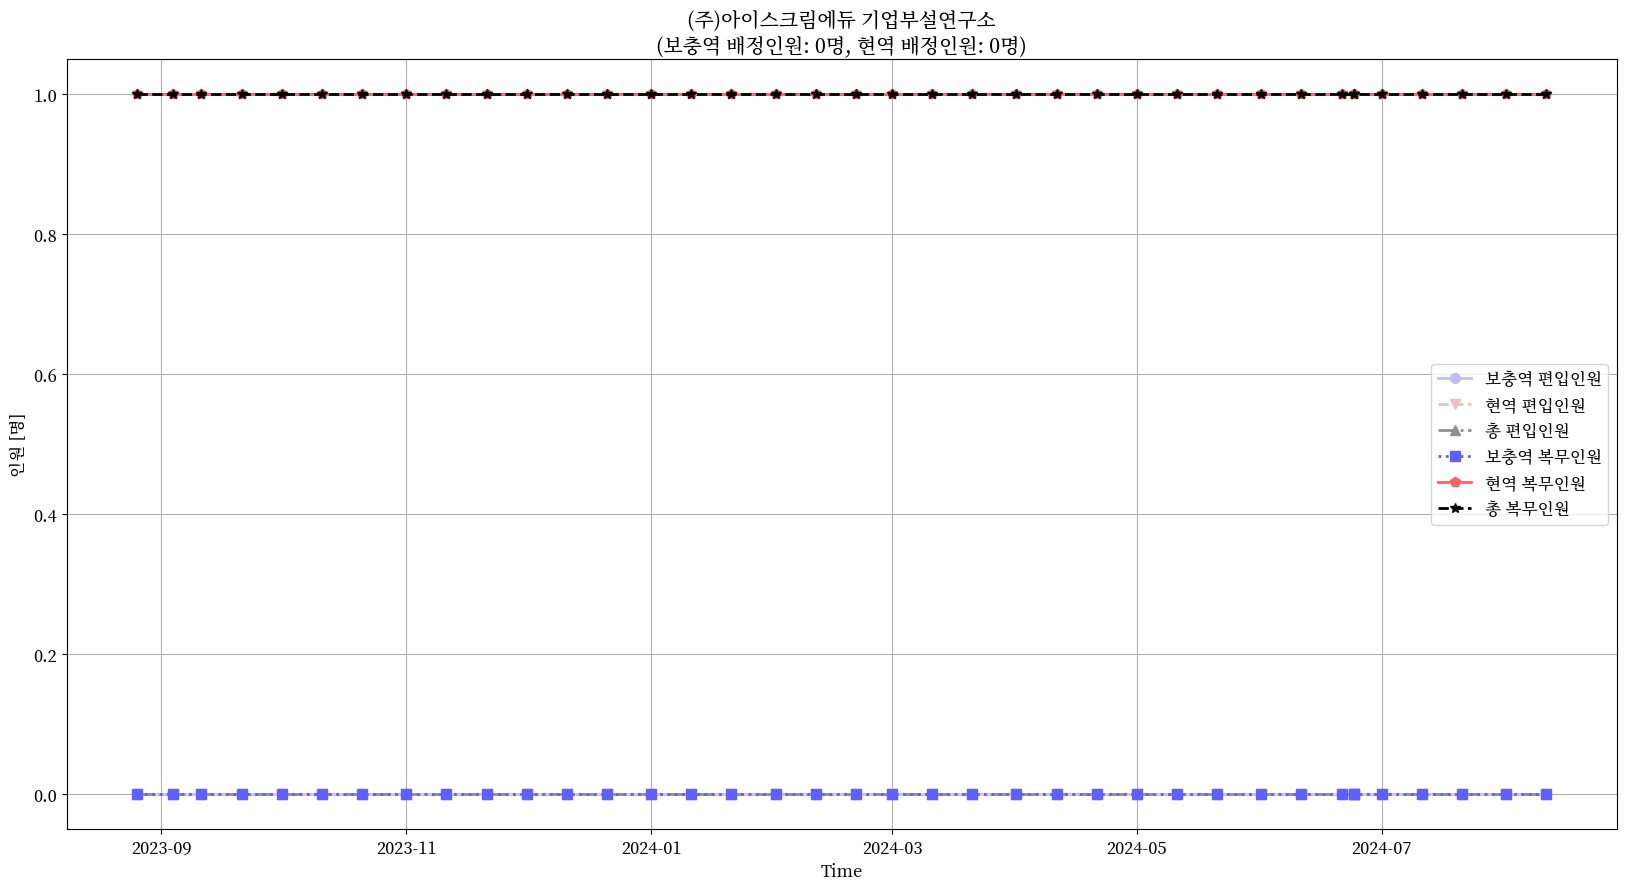 (주)아이스크림에듀 기업부설연구소
(보충역 배정인원: 0명, 현역 배정인원: 0명)
인원 [명]
1.0
0.8
0.6
0.4
0.2
0.0
보충역 편입인원
현역 편입인원
총 편입인원
보충역 복무인원
현역 복무인원
총 복무인원
2023-09
2023-11
2024-01
2024-03
2024-05
2024-07
Time